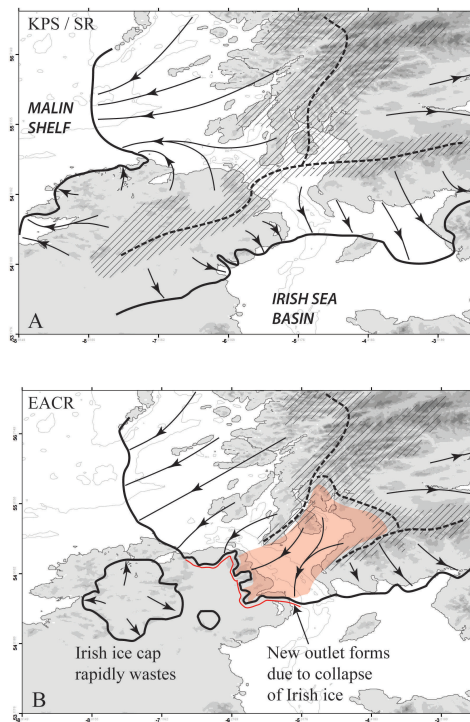 KPS / SR
MALIN
SHELF
IRISH SEA
BASIN
A
EACR
Irish ice cap
rapidly wastes
New outlet forms
due to collapse
of Irish ice
B